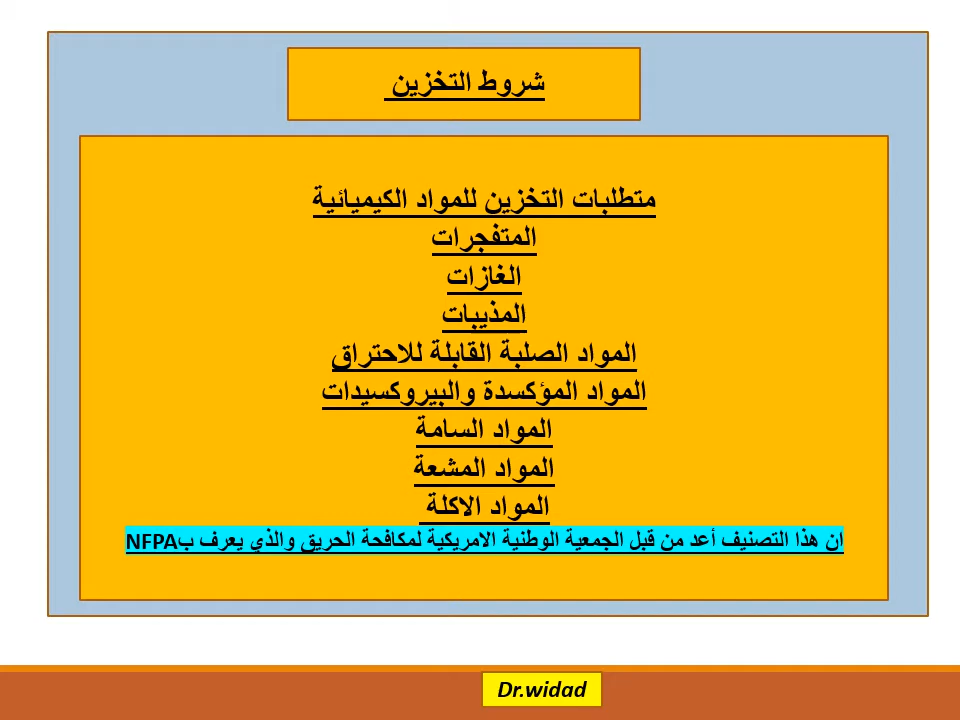 شروط التخزين
متطلبات التخزين للمواد الكيميائية
المتفجرات
الغازات
المذيبات
المواد الصلبة القابلة للاحتراق
المواد المؤكسدة والبيروكسيدات
المواد السامة
المواد المشعة
المواد الاكلة
ان هذا التصنيف أعد من قبل الجمعية الوطنية الامريكية لمكافحة الحريق والذي يعرف بNFPA
Dr.widad